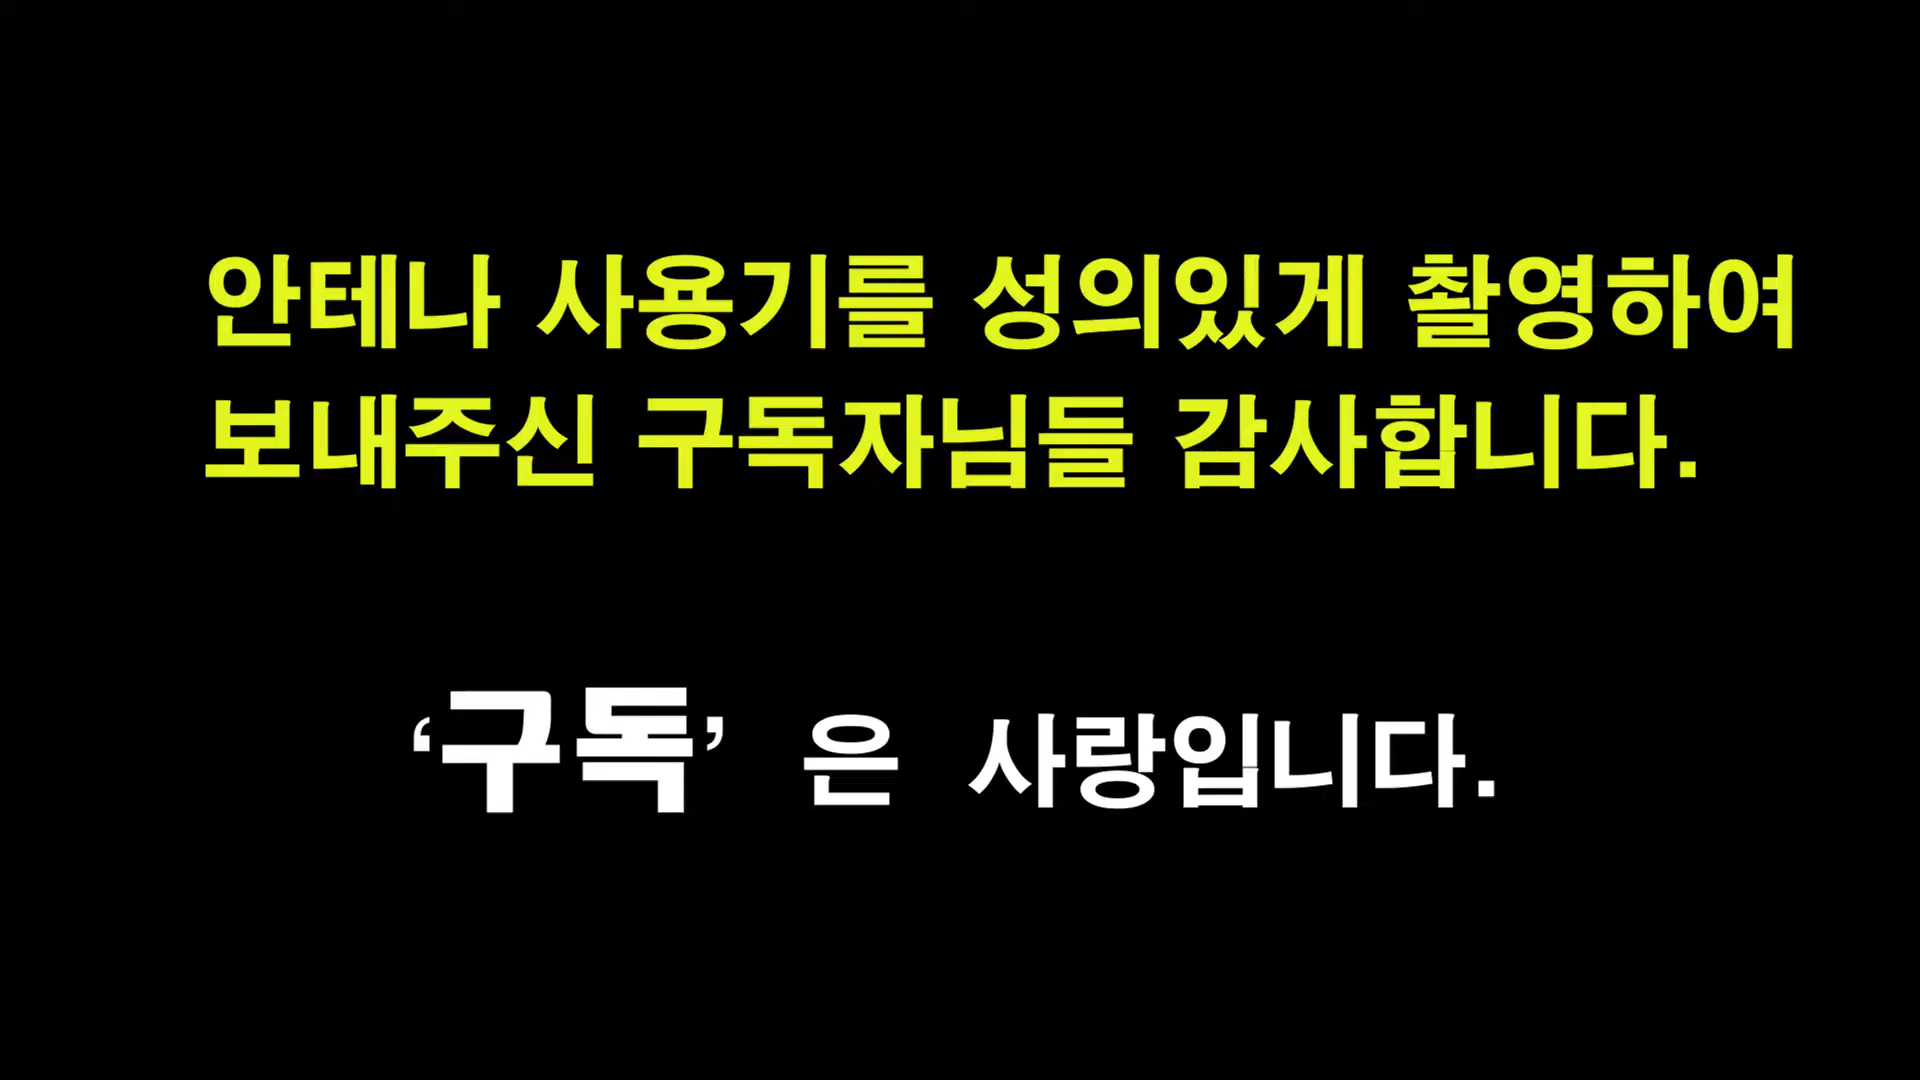 안테나 사용기를 성의있게 촬영하여
보내주신 구독자님들 감사합니다.
‘구독’ 은 사랑입니다.